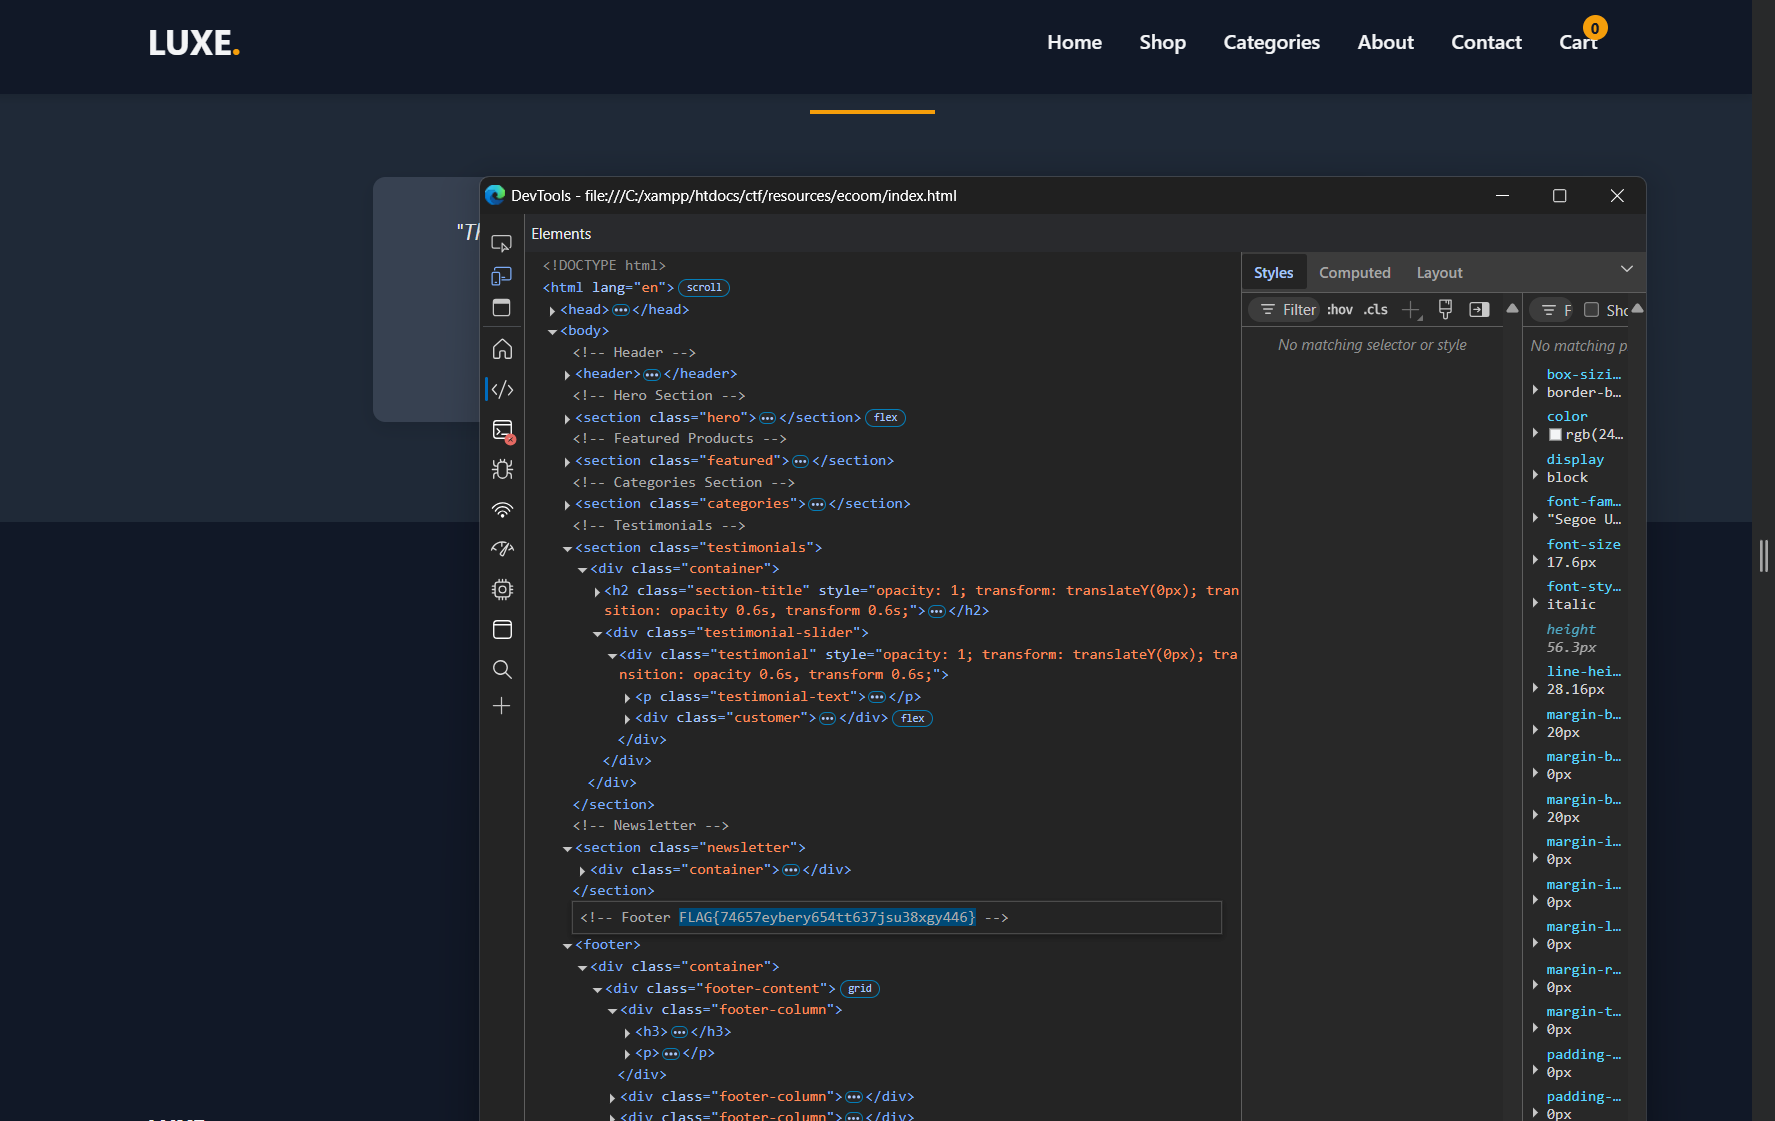 LUXE.
Home Shop Categories About Contact Cart 0
DevTools - file:///C:/xampp/htdocs/ctf/resources/ecoom/index.html
Elements
<!DOCTYPE html>
<html lang="en"> scroll
<head>•••</head>
<body>
<!-- Header -->
<header>•••</header>
<!-- Hero Section -->
<section class="hero">•••</section> flex
<!-- Featured Products -->
<section class="featured">•••</section>
<!-- Categories Section -->
<section class="categories">•••</section>
<!-- Testimonials -->
<section class="testimonials">
<div class="container">
<h2 class="section-title" style="opacity: 1; transform: translateY(0px); tran
sition: opacity 0.6s, transform 0.6s;">•••</h2>
<div class="testimonial-slider">
<div class="testimonial" style="opacity: 1; transform: translateY(0px); tra
nsition: opacity 0.6s, transform 0.6s;">
<p class="testimonial-text">•••</p>
<div class="customer">•••</div> flex
</div>
</div>
</div>
</section>
<!-- Newsletter -->
<section class="newsletter">
<div class="container">•••</div>
</section>
<!-- Footer FLAG{74657eybery654tt637jsu38xgy446} -->
<footer>
<div class="container">
<div class="footer-content"> grid
<div class="footer-column">
<h3>•••</h3>
<p>•••</p>
</div>
<div class="footer-column">•••</div>
<div class="footer-column">•••</div>
Styles Computed Layout
Filter :hov .cls
No matching selector or style
F Sho
No matching p
box-sizi…
border-b…
color
rgb(24…
display
block
font-fam…
"Segoe U…
font-size
17.6px
font-sty…
italic
height
56.3px
line-hei…
28.16px
margin-b…
20px
margin-b…
0px
margin-b…
20px
margin-i…
0px
margin-i…
0px
margin-l…
0px
margin-r…
0px
margin-t…
0px
padding-…
0px
padding-…
0px